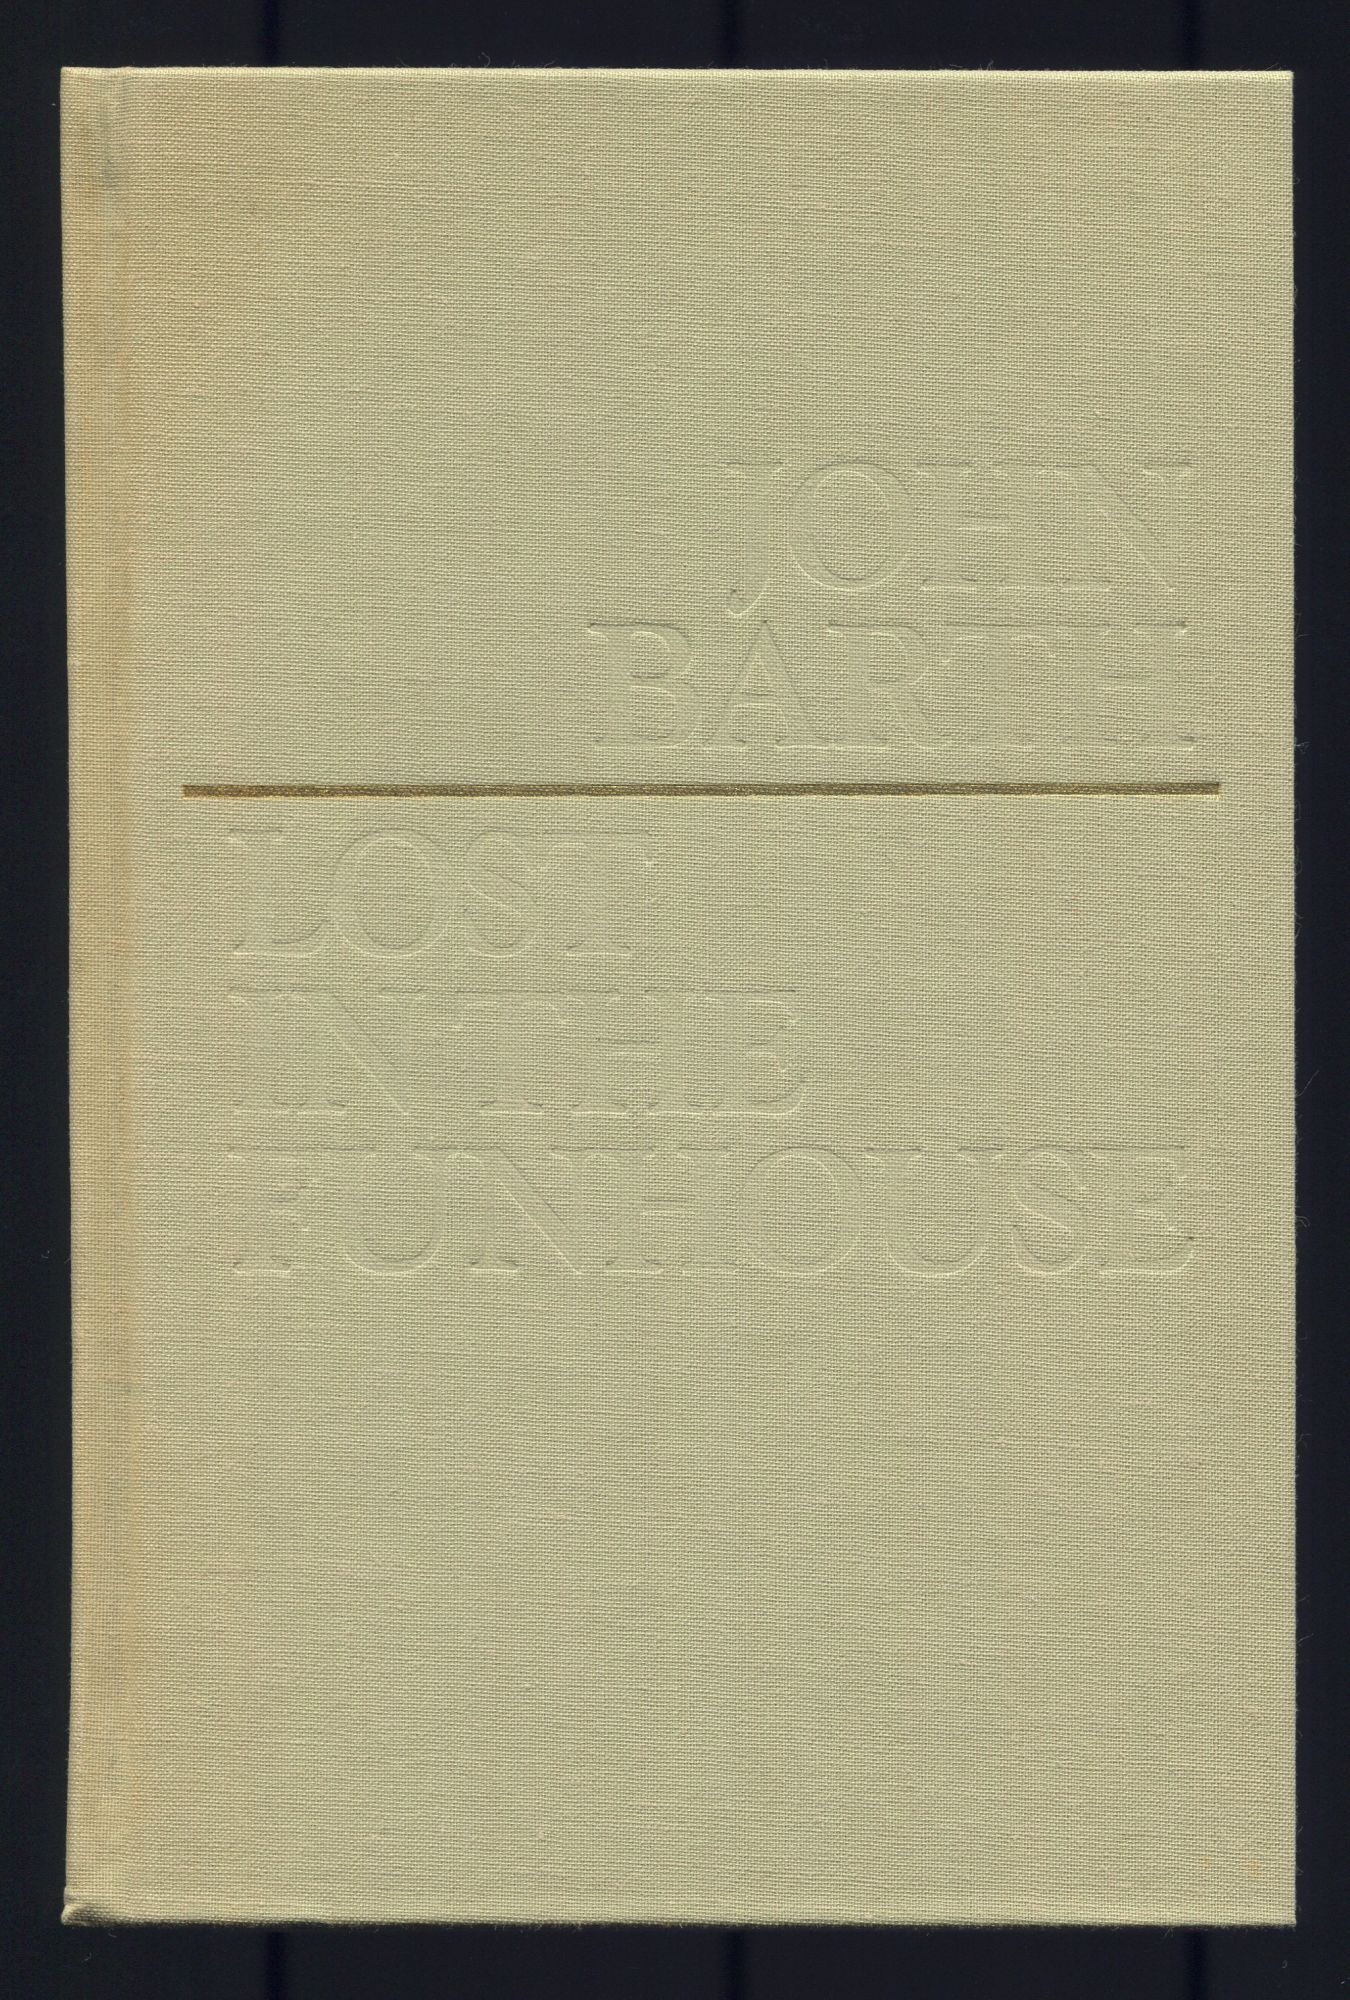 JOHN
BARTH
LOST
IN THE
FUNHOUSE